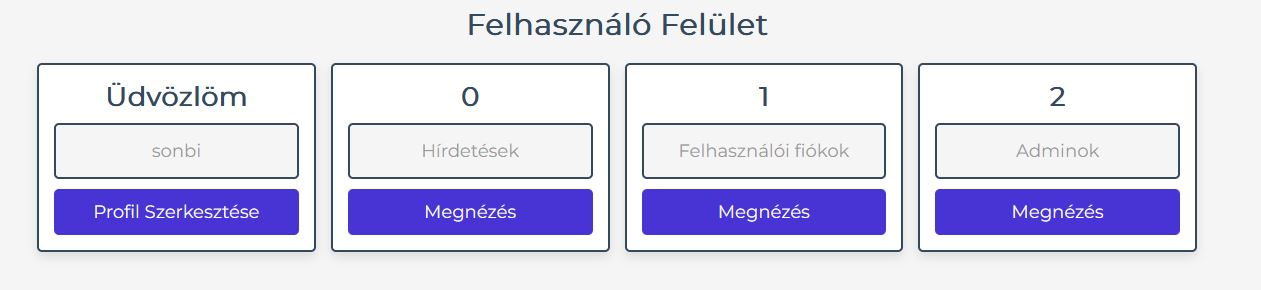 Felhasználó Felület
Üdvözlöm
sonbi
Profil Szerkesztése
0
Hírdetések
Megnézés
1
Felhasználói fiókok
Megnézés
2
Adminok
Megnézés